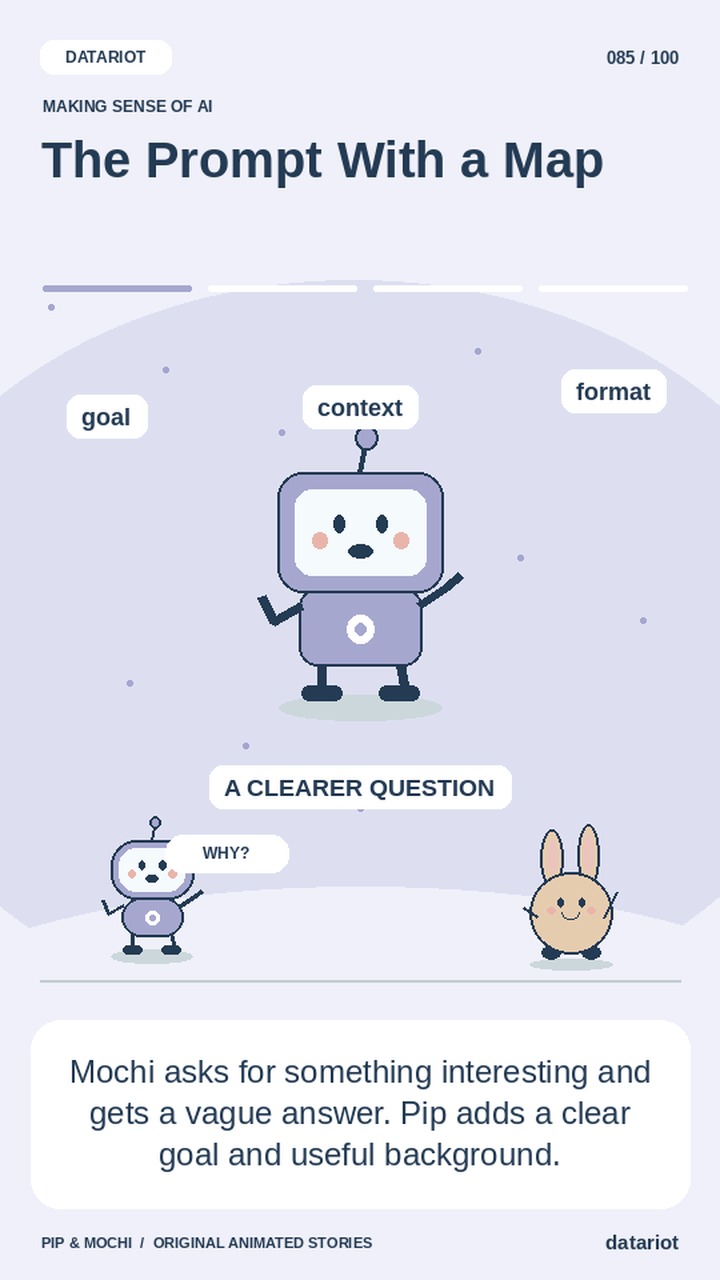 DATARIOT
085 / 100
MAKING SENSE OF AI
The Prompt With a Map
goal
context
format
A CLEARER QUESTION
WHY?
Mochi asks for something interesting and
gets a vague answer. Pip adds a clear
goal and useful background.
PIP & MOCHI / ORIGINAL ANIMATED STORIES
datariot